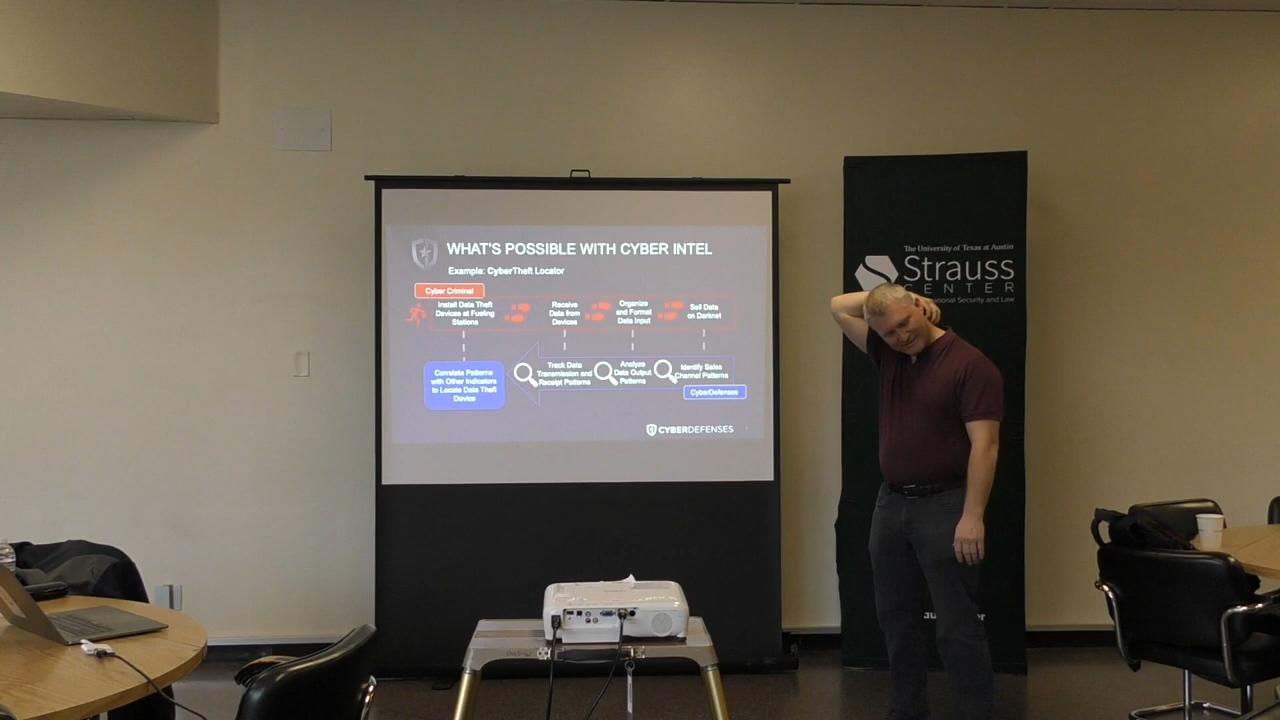 WHAT'S POSSIBLE WITH CYBER INTEL
Example: CyberTheft Locator
Cyber Criminal
Install Data Theft
Devices at Fueling
Stations
Receive
Data from
Devices
Organize
and Format
Data Input
Sell Data
on Darknet
Correlate Patterns
with Other Indicators
to Locate Data Theft
Device
Track Data
Transmission and
Receipt Patterns
Analyze
Data Output
Patterns
Identify Sales
Channel Patterns
CyberDefenses
CYBERDEFENSES
The University of Texas at Austin
Strauss
CENTER
Security and Law